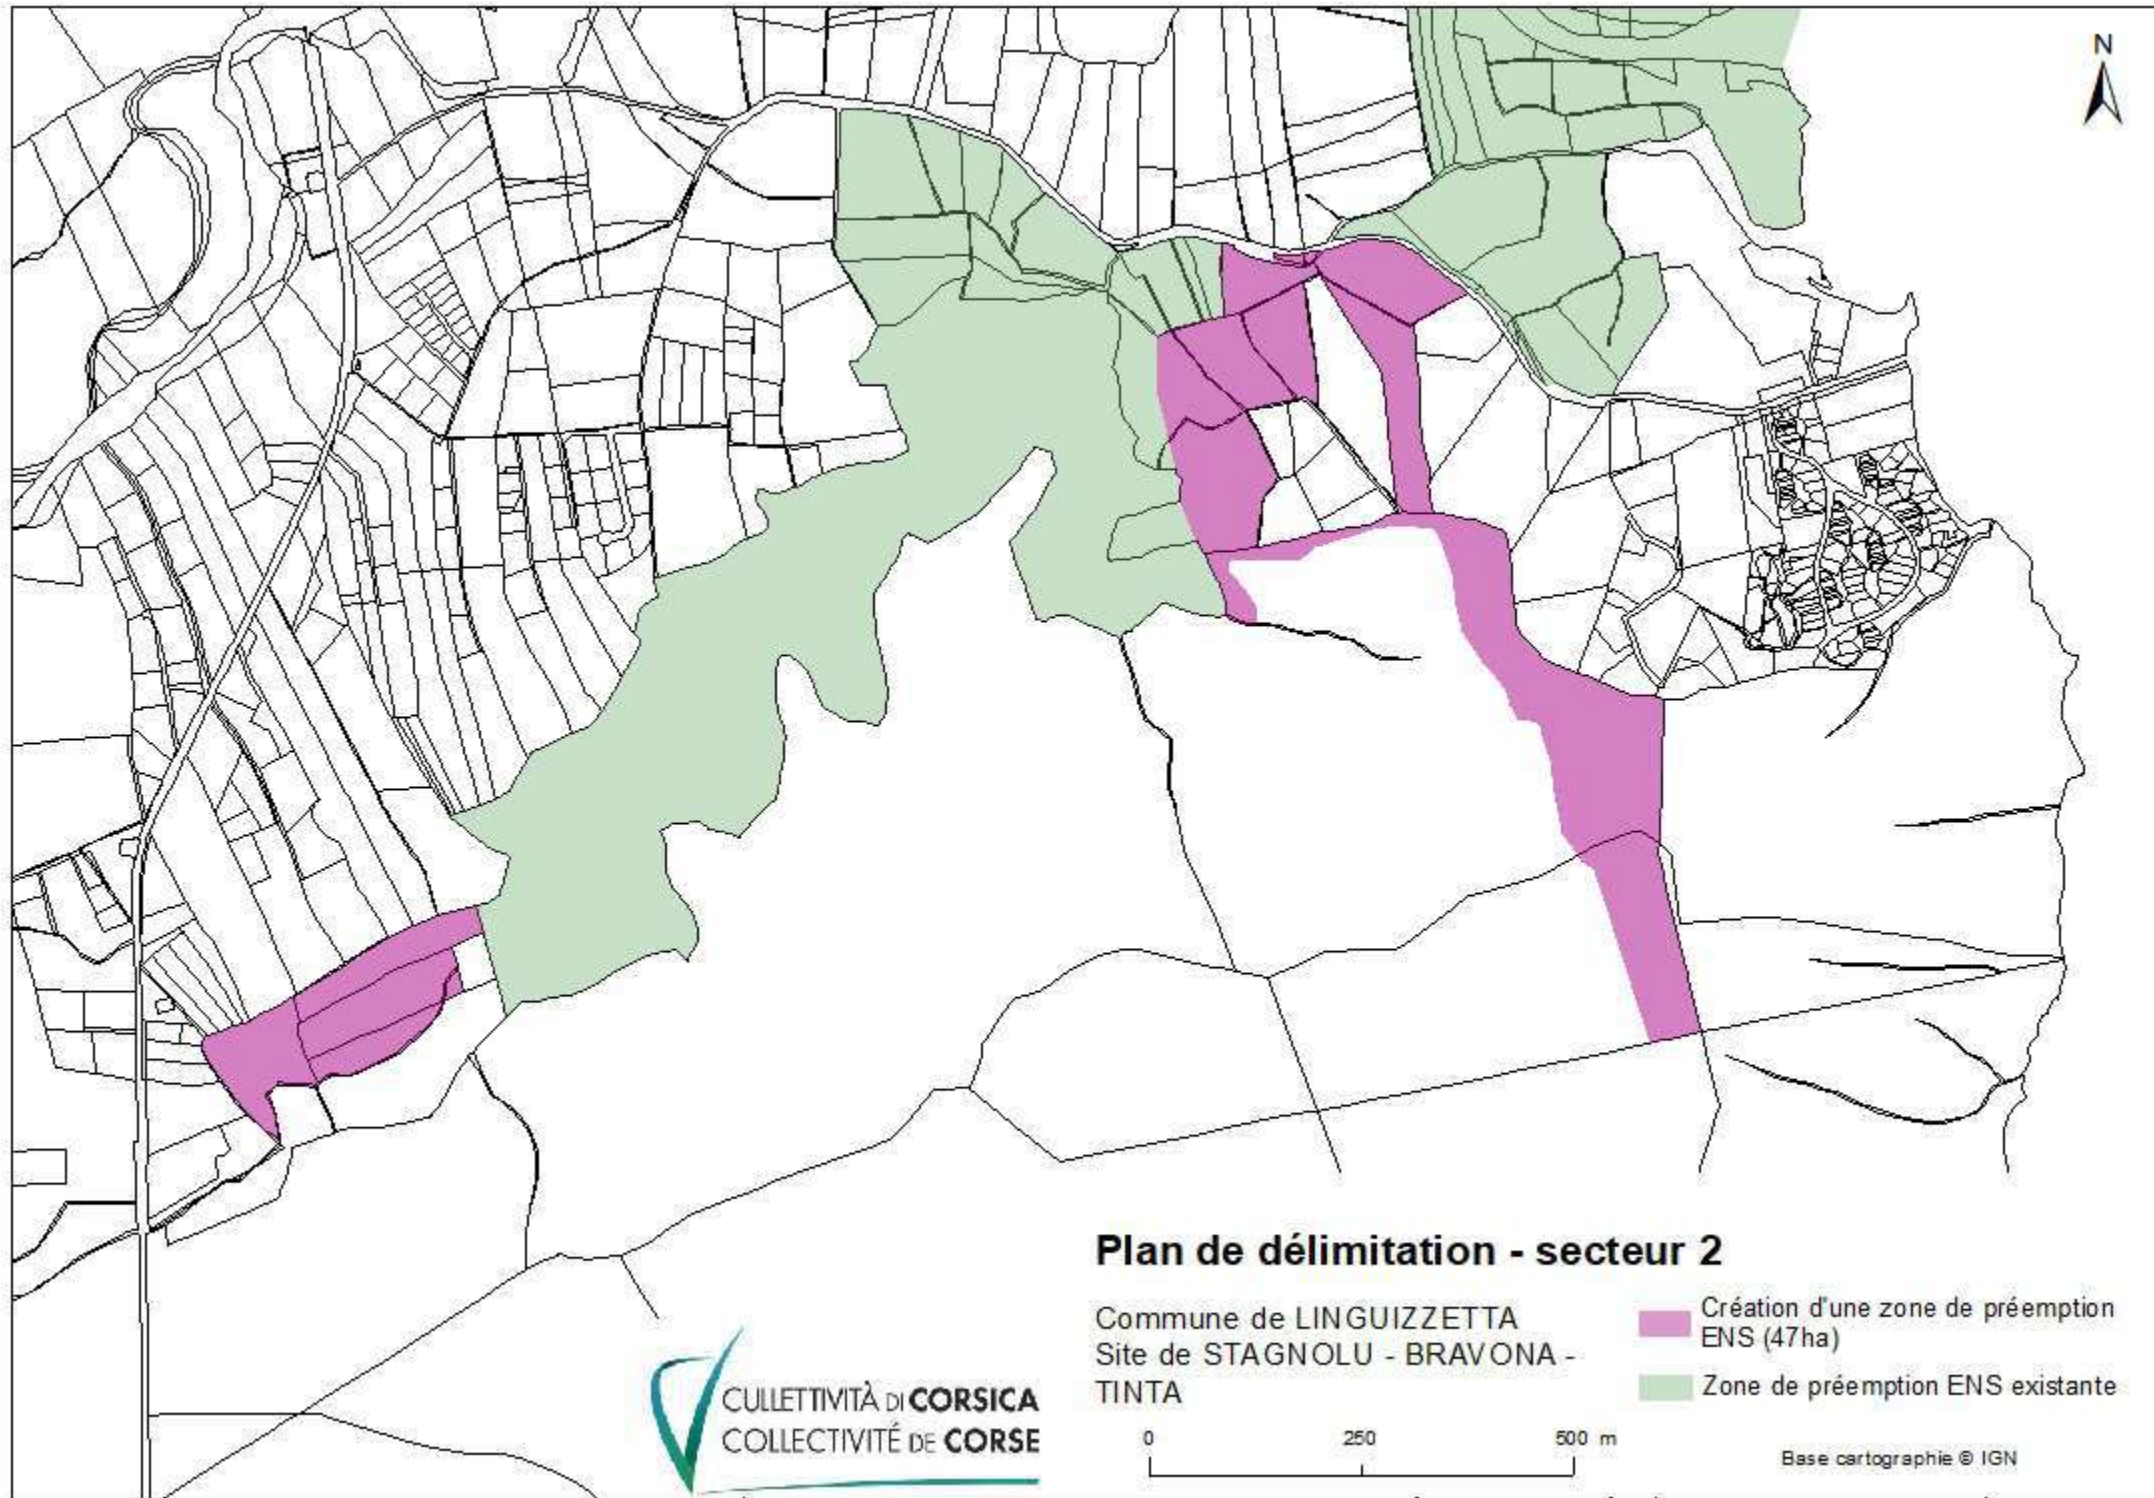 N
Plan de délimitation - secteur 2
Commune de LINGUIZZETTA
Site de STAGNOLU - BRAVONA -
TINTA
Création d'une zone de préemption
ENS (47ha)
Zone de préemption ENS existante
0 250 500 m
Base cartographie © IGN
CULLETTIVITÀ DI CORSICA
COLLECTIVITÉ DE CORSE